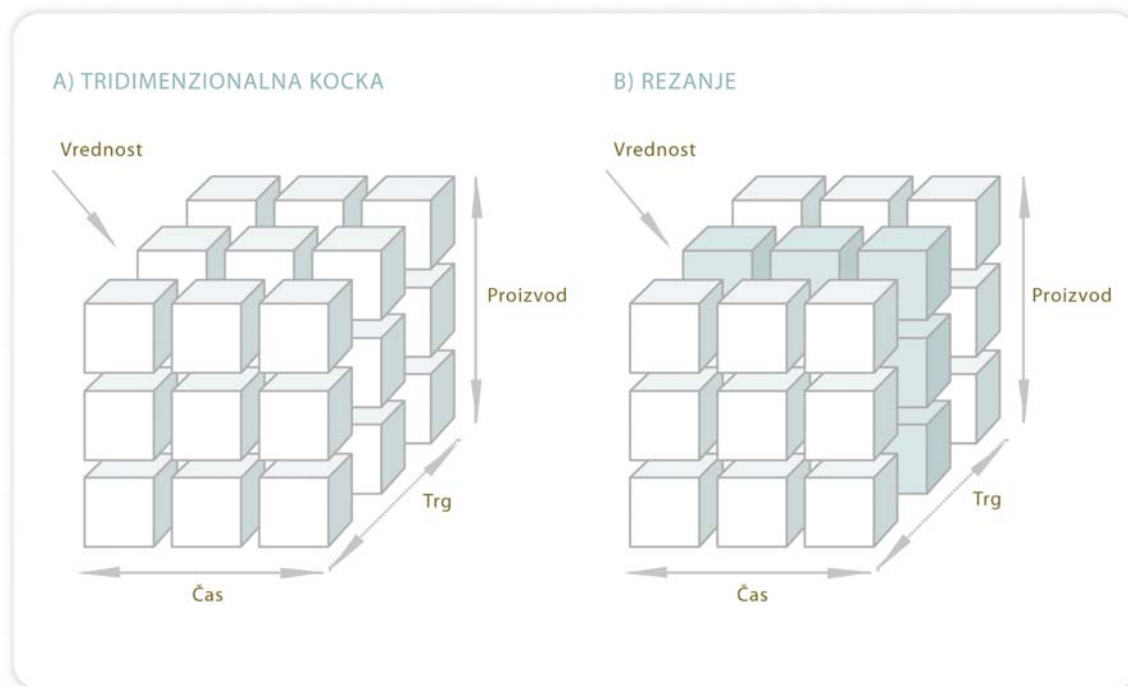 A) TRIDIMENZIONALNA KOCKA
Vrednost
Proizvod
Trg
Čas
B) REZANJE
Vrednost
Proizvod
Trg
Čas